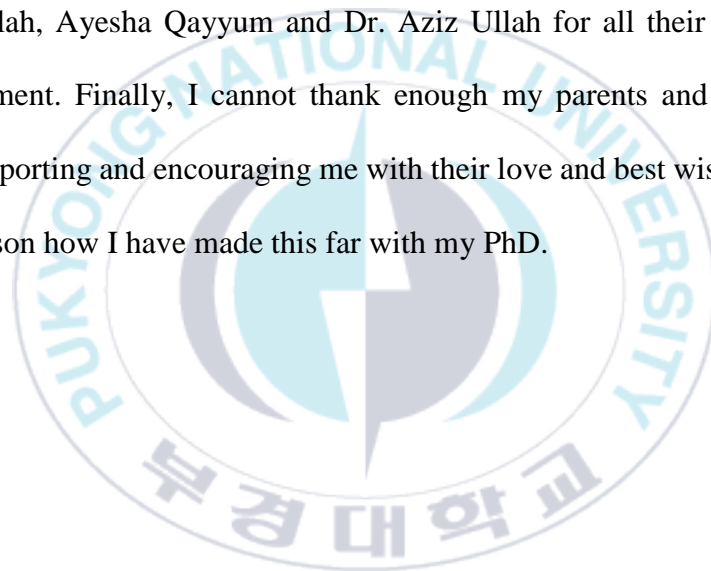 lah, Ayesha Qayyum and Dr. Aziz Ullah for all their
ment. Finally, I cannot thank enough my parents and
porting and encouraging me with their love and best wis
son how I have made this far with my PhD.
PUKYONG NATIONAL UNIVERSITY
부경대학교